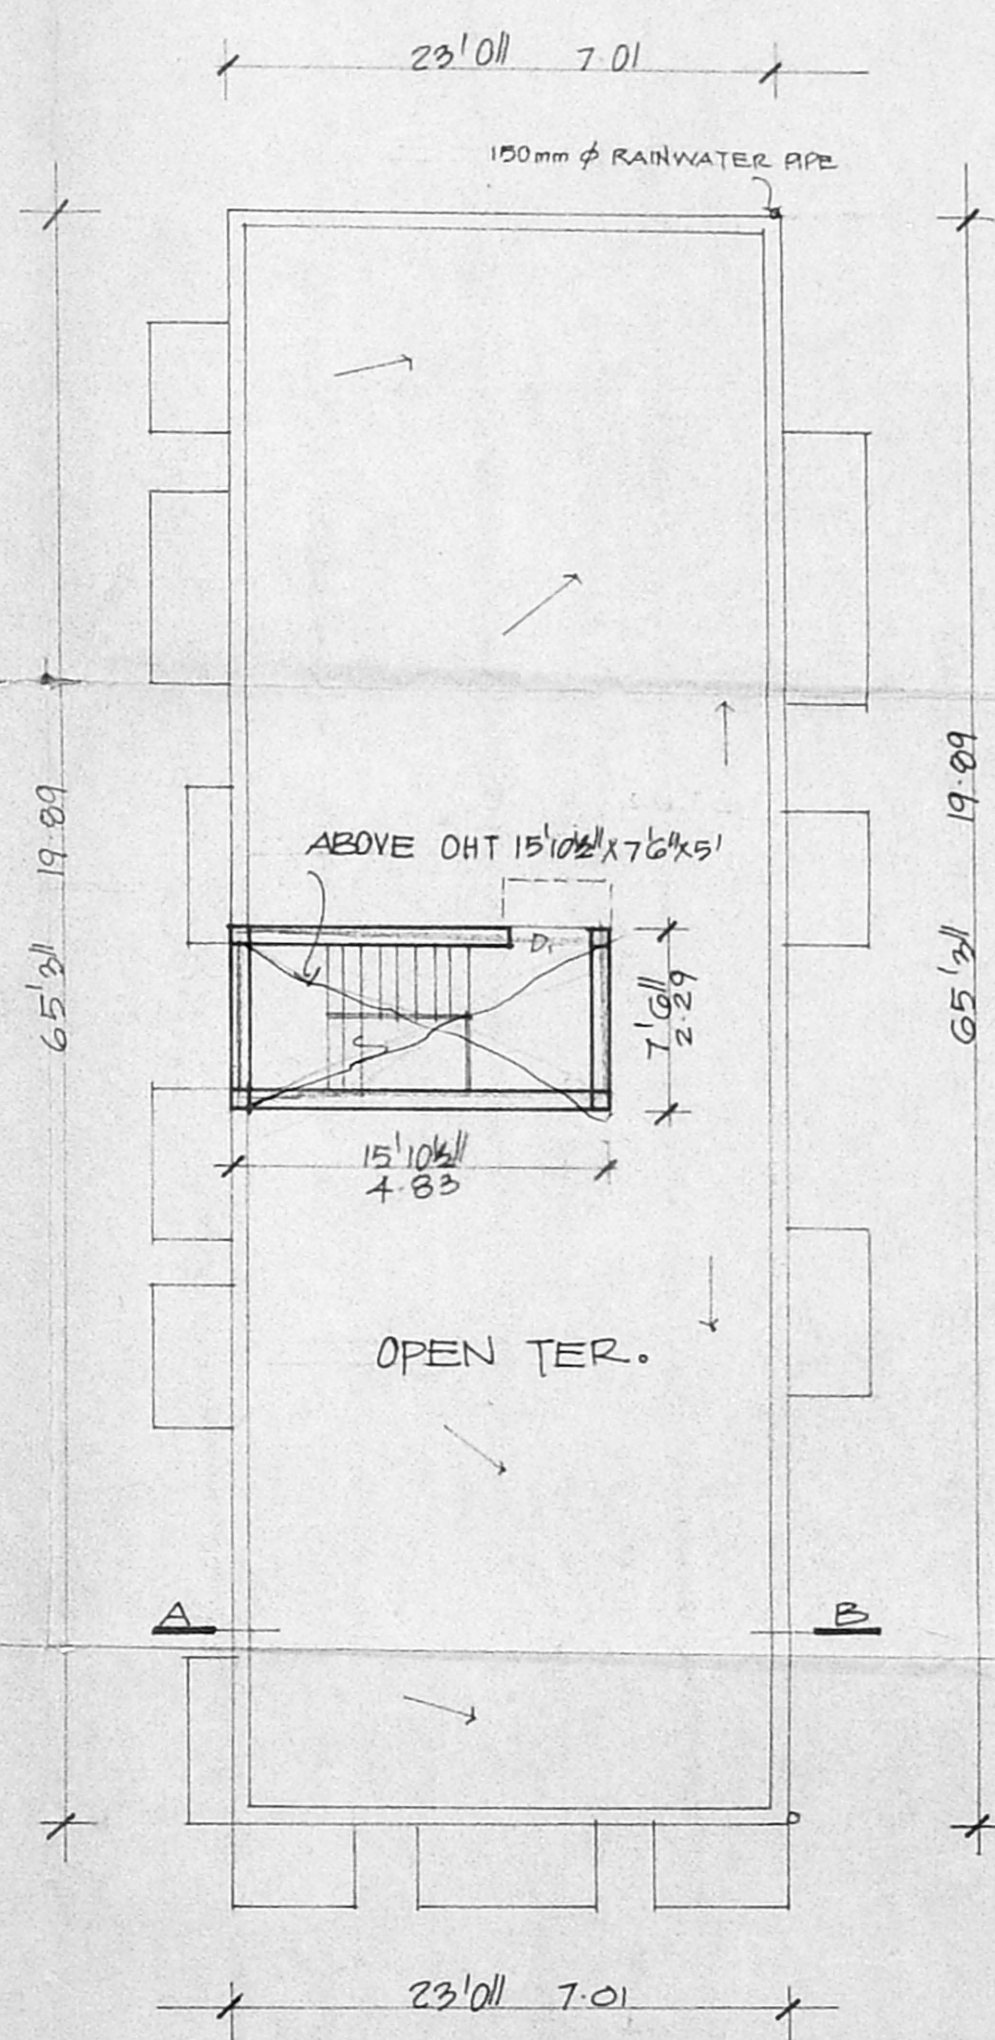 23'0" 7.01
150mm φ RAINWATER PIPE
65'3" 19.89
65'3" 19.89
ABOVE OHT 15'10½"X7'6"X5'
D1
7'6"
2.29
15'10½"
4.83
OPEN TER.
A
B
23'0" 7.01